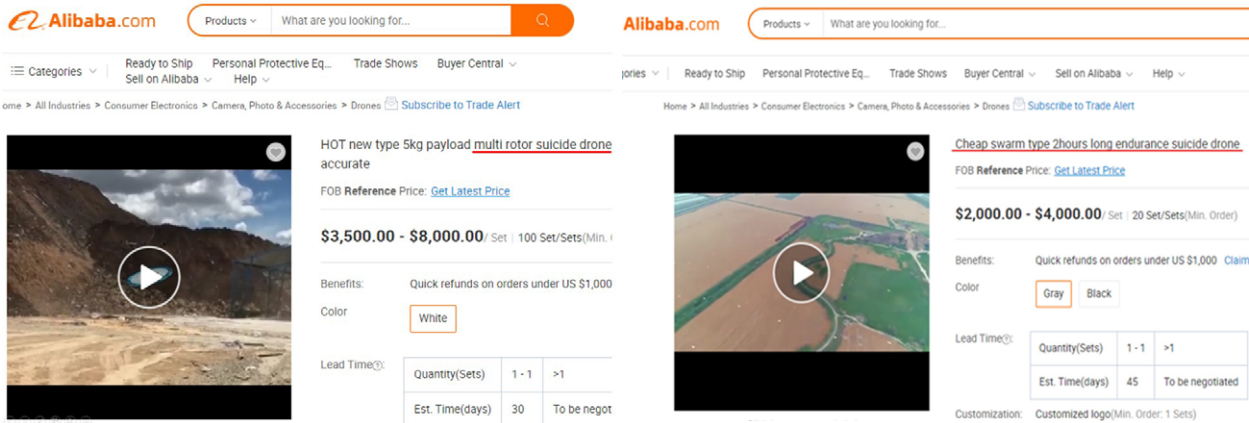 Alibaba.com
Products
What are you looking for...
Categories
Ready to Ship Personal Protective Eq... Trade Shows Buyer Central
Sell on Alibaba Help
ome > All Industries > Consumer Electronics > Camera, Photo & Accessories > Drones Subscribe to Trade Alert
HOT new type 5kg payload multi rotor suicide drone
accurate
FOB Reference Price: Get Latest Price
$3,500.00 - $8,000.00/ Set | 100 Set/Sets(Min.
Benefits: Quick refunds on orders under US $1,000
Color
White
Lead Time?:
Quantity(Sets) 1 - 1 >1
Est. Time(days) 30 To be negot
Alibaba.com
Products
What are you looking for...
gories Ready to Ship Personal Protective Eq... Trade Shows Buyer Central Sell on Alibaba Help
Home > All Industries > Consumer Electronics > Camera, Photo & Accessories > Drones Subscribe to Trade Alert
Cheap swarm type 2hours long endurance suicide drone
FOB Reference Price: Get Latest Price
$2,000.00 - $4,000.00/ Set | 20 Set/Sets(Min. Order)
Benefits: Quick refunds on orders under US $1,000 Claim
Color
Gray Black
Lead Time?:
Quantity(Sets) 1 - 1 >1
Est. Time(days) 45 To be negotiated
Customization: Customized logo(Min. Order: 1 Sets)